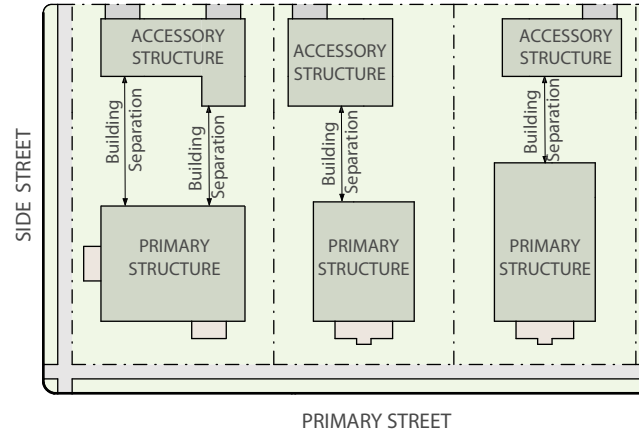 ACCESSORY
STRUCTURE
ACCESSORY
STRUCTURE
ACCESSORY
STRUCTURE
Building
Separation
Building
Separation
Building
Separation
Building
Separation
PRIMARY
STRUCTURE
PRIMARY
STRUCTURE
PRIMARY
STRUCTURE
SIDE STREET
PRIMARY STREET